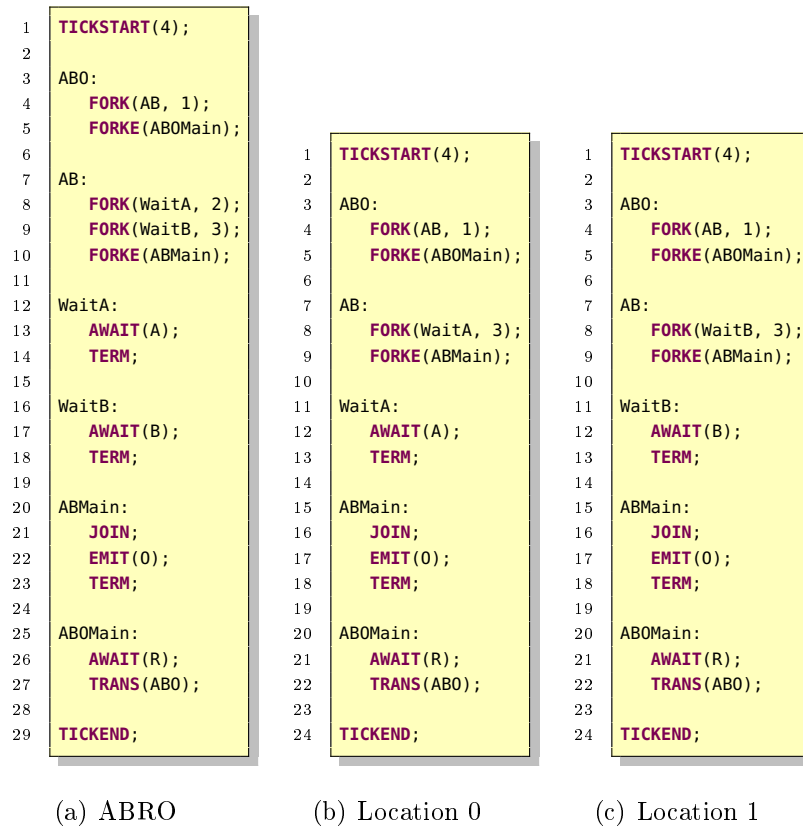 1 TICKSTART(4);
2
3 ABO:
4 FORK(AB, 1);
5 FORKE(ABOMain);
6
7 AB:
8 FORK(WaitA, 2);
9 FORK(WaitB, 3);
10 FORKE(ABMain);
11
12 WaitA:
13 AWAIT(A);
14 TERM;
15
16 WaitB:
17 AWAIT(B);
18 TERM;
19
20 ABMain:
21 JOIN;
22 EMIT(O);
23 TERM;
24
25 ABOMain:
26 AWAIT(R);
27 TRANS(ABO);
28
29 TICKEND;
(a) ABRO
1 TICKSTART(4);
2
3 ABO:
4 FORK(AB, 1);
5 FORKE(ABOMain);
6
7 AB:
8 FORK(WaitA, 3);
9 FORKE(ABMain);
10
11 WaitA:
12 AWAIT(A);
13 TERM;
14
15 ABMain:
16 JOIN;
17 EMIT(O);
18 TERM;
19
20 ABOMain:
21 AWAIT(R);
22 TRANS(ABO);
23
24 TICKEND;
(b) Location 0
1 TICKSTART(4);
2
3 ABO:
4 FORK(AB, 1);
5 FORKE(ABOMain);
6
7 AB:
8 FORK(WaitB, 3);
9 FORKE(ABMain);
10
11 WaitB:
12 AWAIT(B);
13 TERM;
14
15 ABMain:
16 JOIN;
17 EMIT(O);
18 TERM;
19
20 ABOMain:
21 AWAIT(R);
22 TRANS(ABO);
23
24 TICKEND;
(c) Location 1